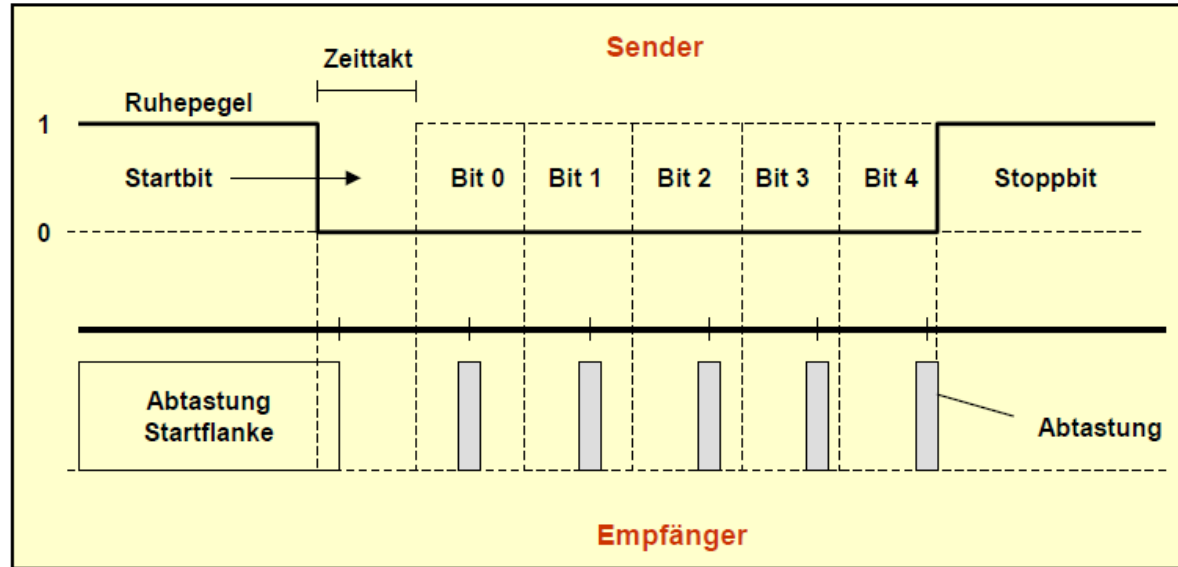 Sender
Zeittakt
Ruhepegel
1
Startbit
Bit 0
Bit 1
Bit 2
Bit 3
Bit 4
Stoppbit
0
Abtastung
Startflanke
Abtastung
Empfänger